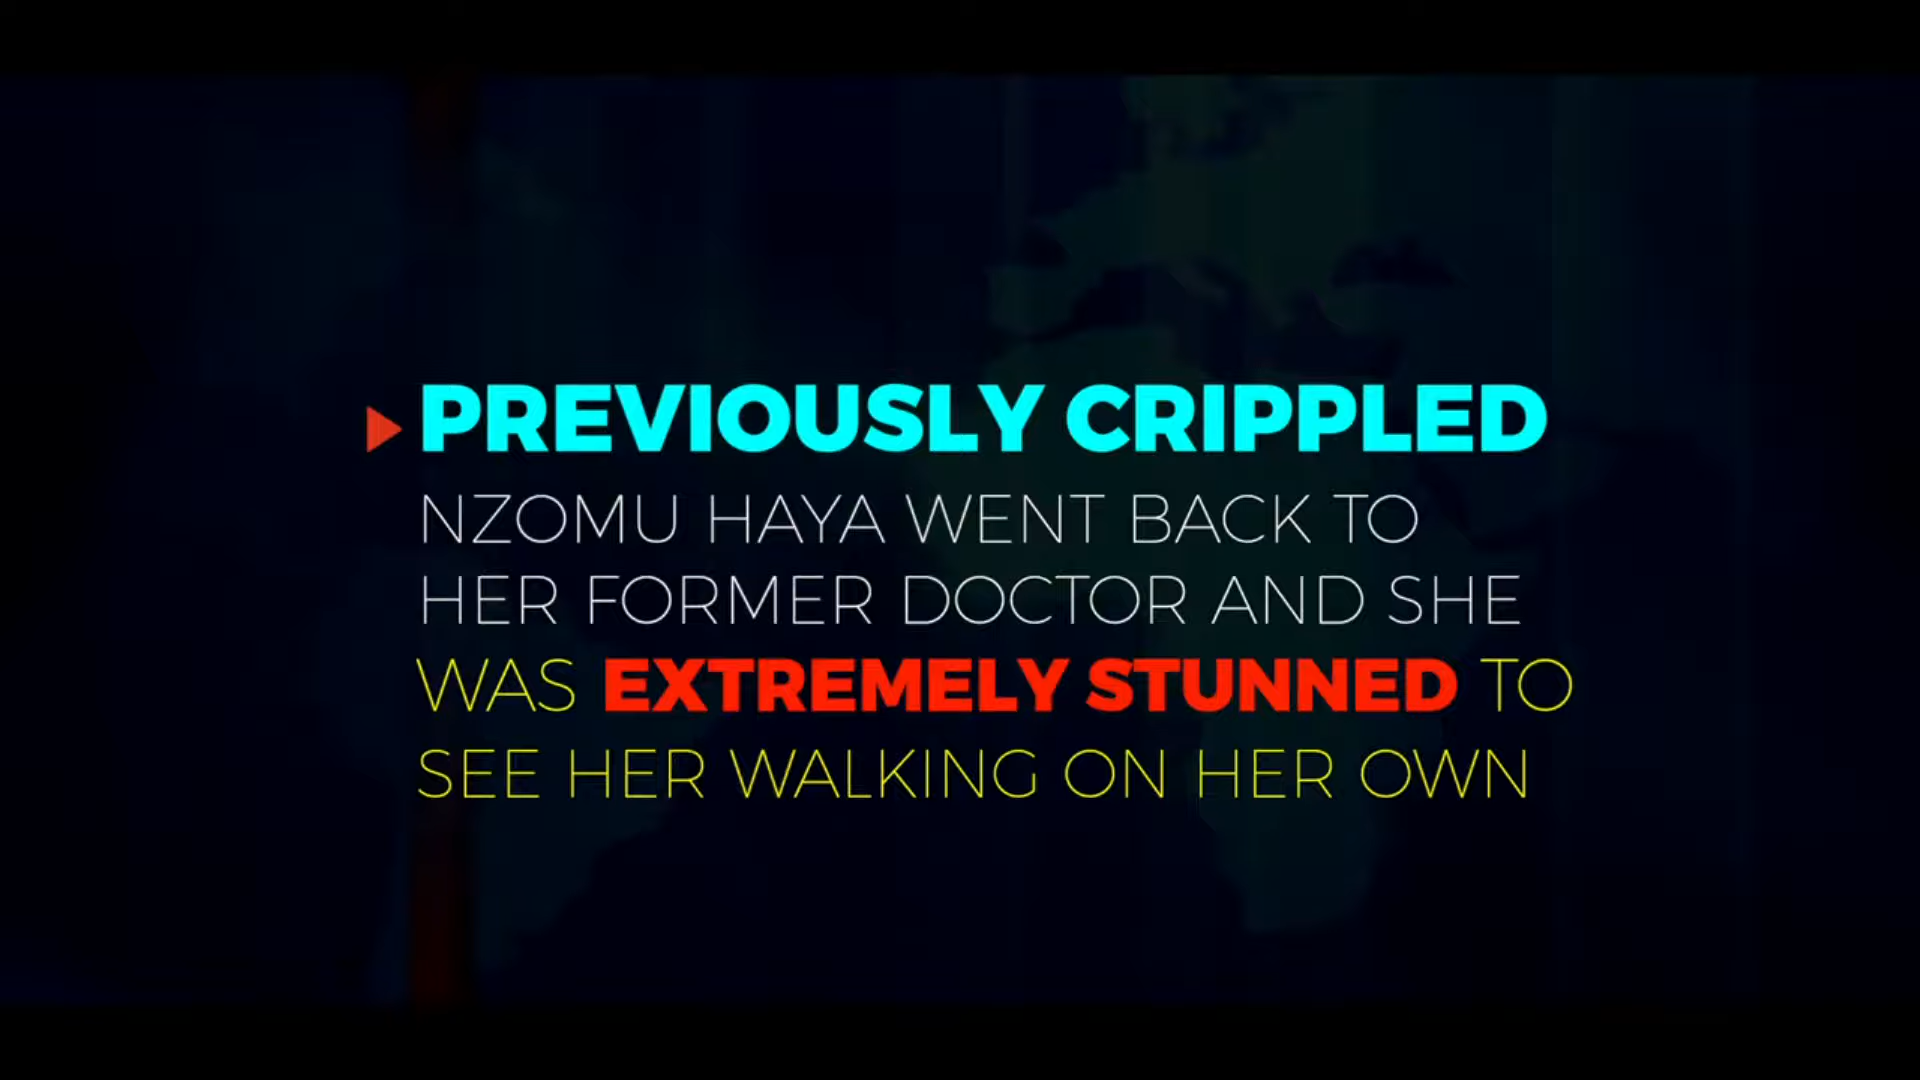 PREVIOUSLY CRIPPLED
NZOMU HAYA WENT BACK TO
HER FORMER DOCTOR AND SHE
WAS EXTREMELY STUNNED TO
SEE HER WALKING ON HER OWN